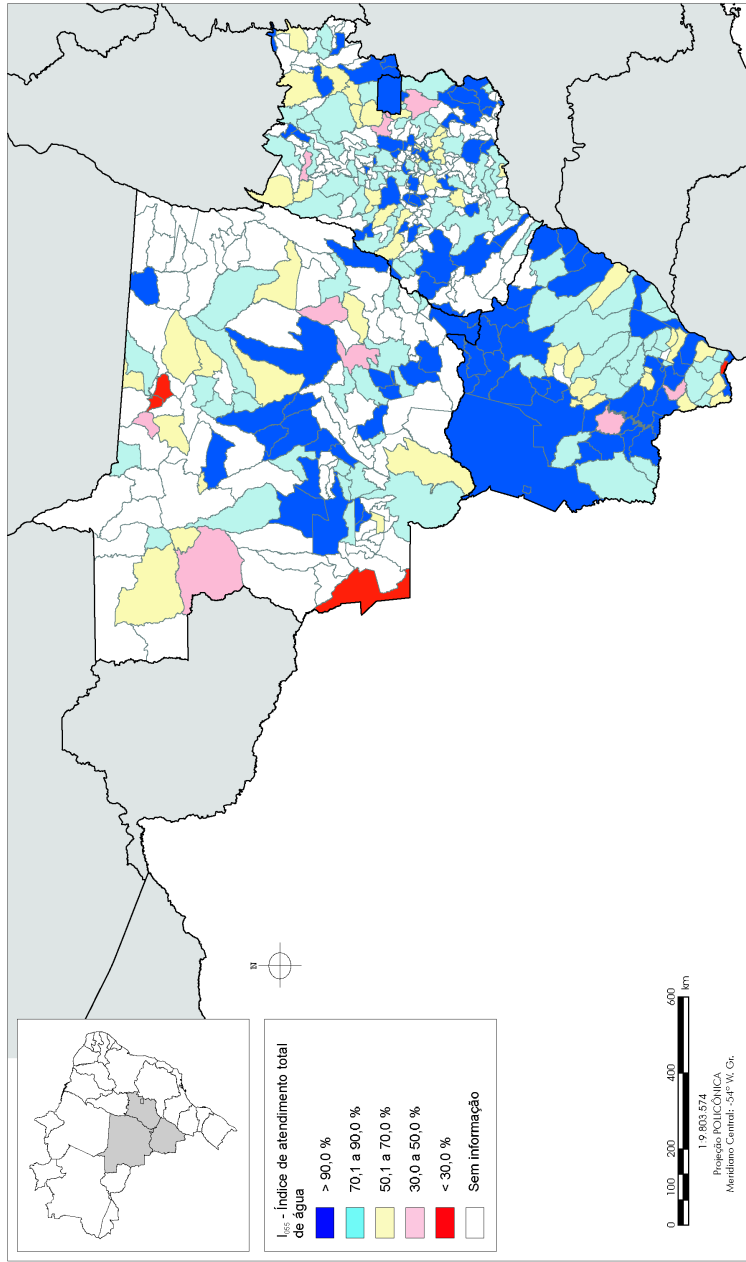 N
I₀₅₅ - Índice de atendimento total
de água
> 90,0 %
70,1 a 90,0 %
50,1 a 70,0 %
30,0 a 50,0 %
< 30,0 %
Sem informação
0 100 200 400 600
km
1:9.803.574
Projeção POLICÔNICA
Meridiano Central: -54º W. Gr.